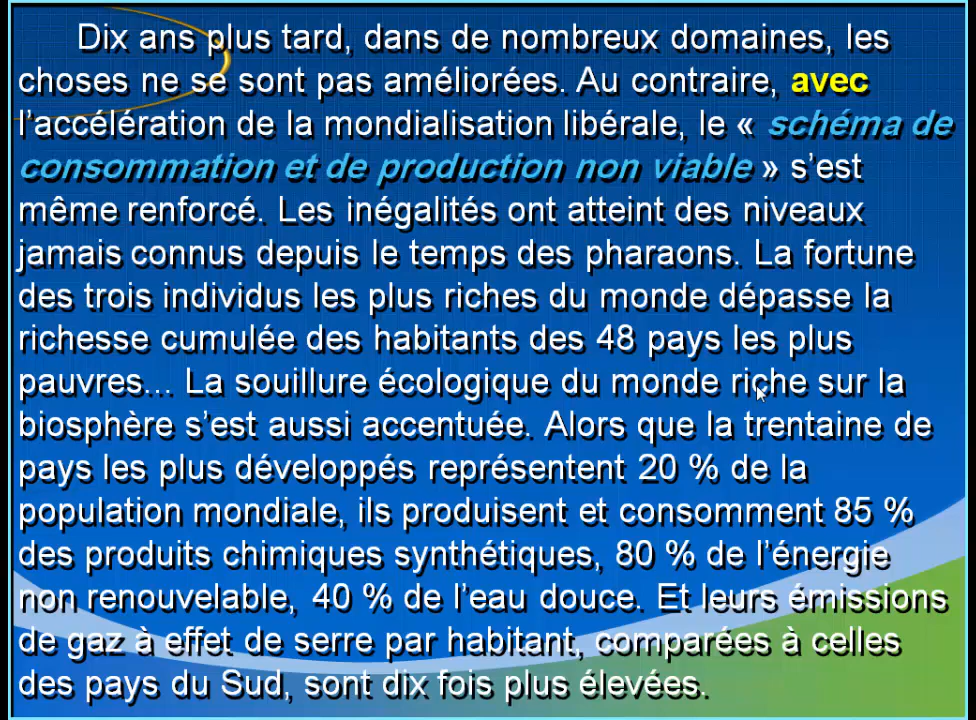 Dix ans plus tard, dans de nombreux domaines, les
choses ne se sont pas améliorées. Au contraire, avec
l’accélération de la mondialisation libérale, le « schéma de
consommation et de production non viable » s’est
même renforcé. Les inégalités ont atteint des niveaux
jamais connus depuis le temps des pharaons. La fortune
des trois individus les plus riches du monde dépasse la
richesse cumulée des habitants des 48 pays les plus
pauvres... La souillure écologique du monde riche sur la
biosphère s’est aussi accentuée. Alors que la trentaine de
pays les plus développés représentent 20 % de la
population mondiale, ils produisent et consomment 85 %
des produits chimiques synthétiques, 80 % de l’énergie
non renouvelable, 40 % de l’eau douce. Et leurs émissions
de gaz à effet de serre par habitant, comparées à celles
des pays du Sud, sont dix fois plus élevées.